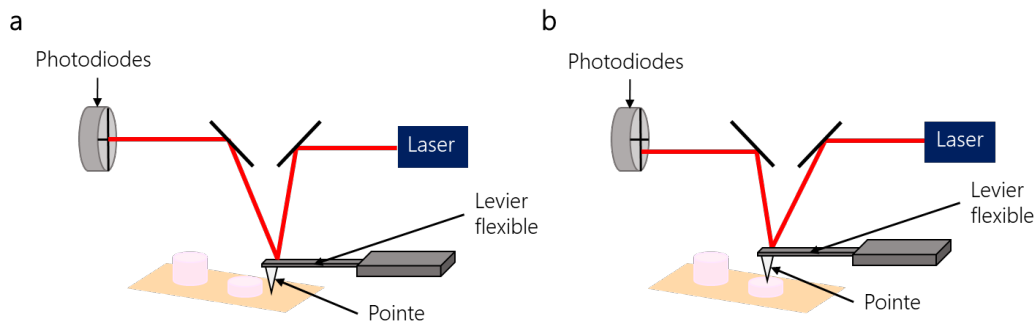 a
Photodiodes
Laser
Levier
flexible
Pointe
b
Photodiodes
Laser
Levier
flexible
Pointe